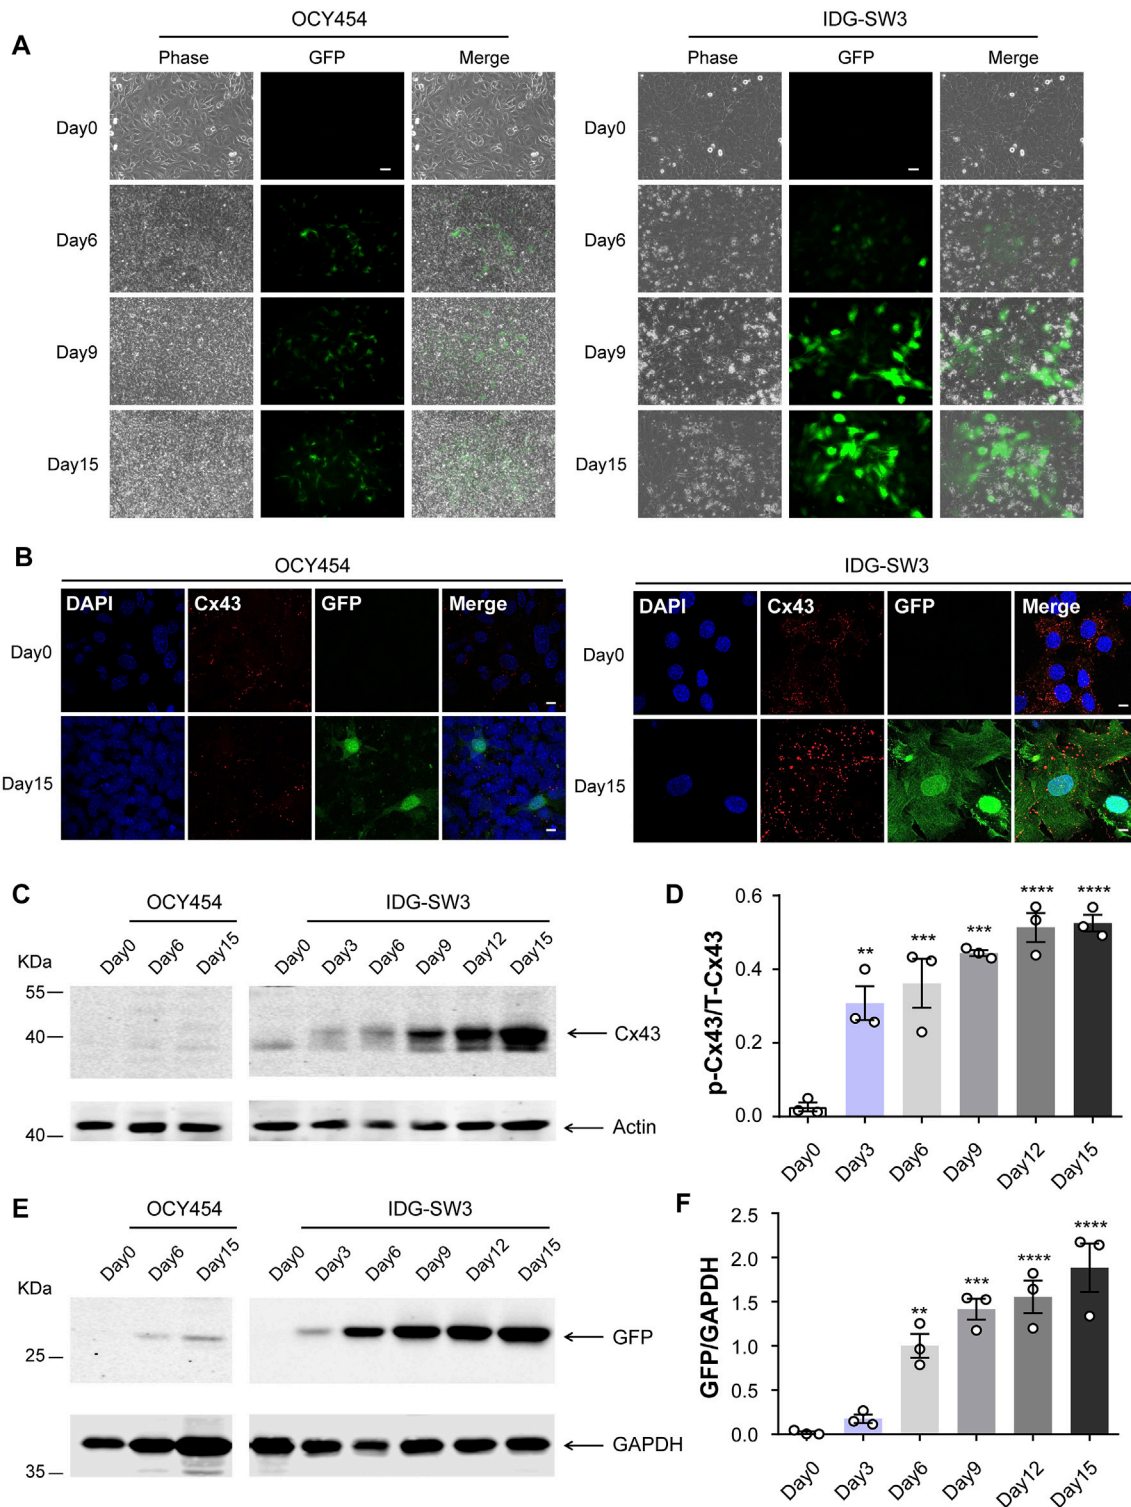 A
OCY454
IDG-SW3
Phase GFP Merge
Phase GFP Merge
Day0
Day0
Day6
Day6
Day9
Day9
Day15
Day15
B
OCY454
IDG-SW3
DAPI Cx43 GFP Merge
DAPI Cx43 GFP Merge
Day0
Day0
Day15
Day15
C
OCY454
IDG-SW3
Day0 Day6 Day15
Day0 Day3 Day6 Day9 Day12 Day15
KDa
55
40
Cx43
40
Actin
D
p-Cx43/T-Cx43
0.6
0.4
0.2
0.0
** *** *** **** ****
Day0 Day3 Day6 Day9 Day12 Day15
E
OCY454
IDG-SW3
Day0 Day6 Day15
Day0 Day3 Day6 Day9 Day12 Day15
KDa
25
GFP
35
GAPDH
F
GFP/GAPDH
2.5
2.0
1.5
1.0
0.5
0.0
** *** **** ****
Day0 Day3 Day6 Day9 Day12 Day15